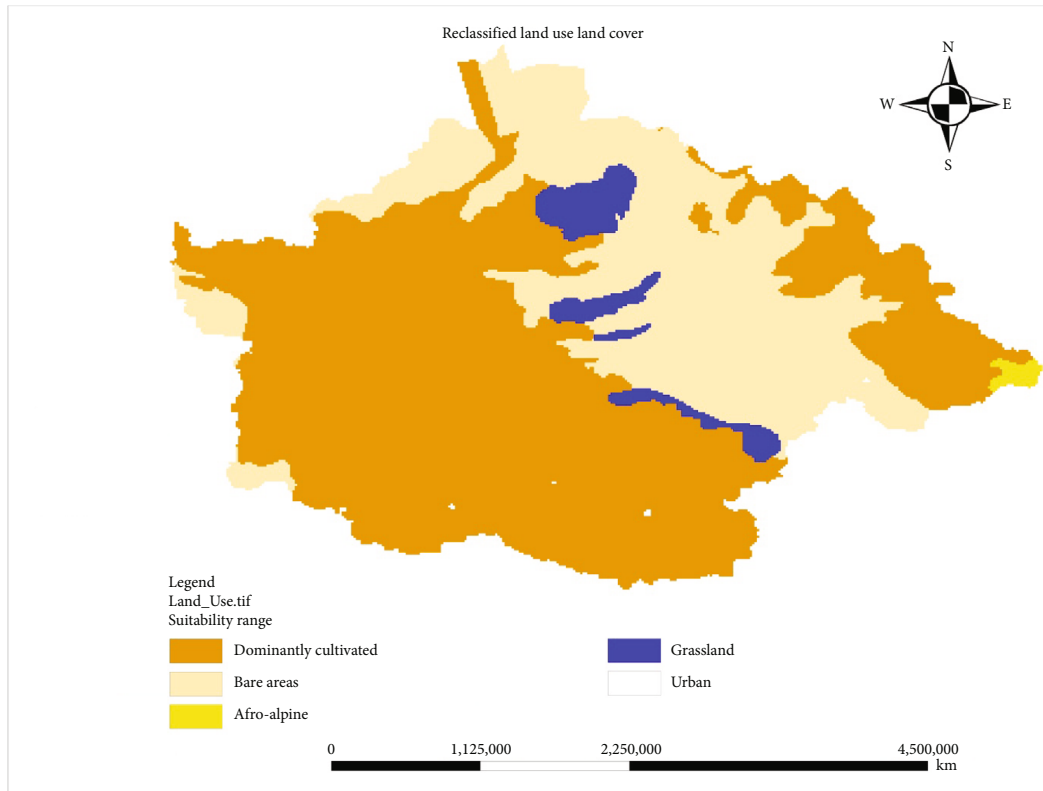 Reclassified land use land cover
N
W
E
S
Legend
Land_Use.tif
Suitability range
Dominantly cultivated
Bare areas
Afro-alpine
Grassland
Urban
0
1,125,000
2,250,000
4,500,000
km